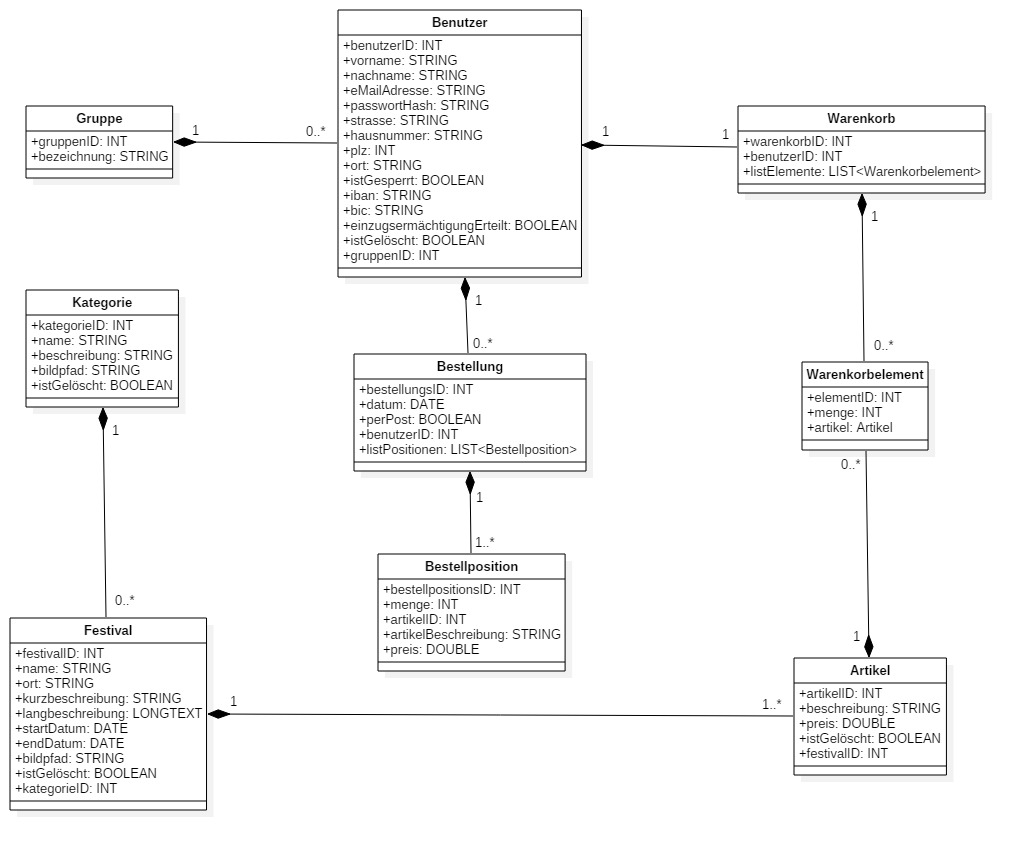 Benutzer
+benutzerID: INT
+vorname: STRING
+nachname: STRING
+eMailAdresse: STRING
+passwortHash: STRING
+strasse: STRING
+hausnummer: STRING
+plz: INT
+ort: STRING
+istGesperrt: BOOLEAN
+iban: STRING
+bic: STRING
+einzugsermächtigungErteilt: BOOLEAN
+istGelöscht: BOOLEAN
+gruppenID: INT
Gruppe
+gruppenID: INT
+bezeichnung: STRING
1
0..*
1
1
Warenkorb
+warenkorbID: INT
+benutzerID: INT
+listElemente: LIST<Warenkorbelement>
1
0..*
Kategorie
+kategorieID: INT
+name: STRING
+beschreibung: STRING
+bildpfad: STRING
+istGelöscht: BOOLEAN
1
0..*
1
0..*
Bestellung
+bestellungsID: INT
+datum: DATE
+perPost: BOOLEAN
+benutzerID: INT
+listPositionen: LIST<Bestellposition>
1
1..*
Warenkorbelement
+elementID: INT
+menge: INT
+artikel: Artikel
0..*
1
Bestellposition
+bestellpositionsID: INT
+menge: INT
+artikelID: INT
+artikelBeschreibung: STRING
+preis: DOUBLE
Festival
+festivalID: INT
+name: STRING
+ort: STRING
+kurzbeschreibung: STRING
+langbeschreibung: LONGTEXT
+startDatum: DATE
+endDatum: DATE
+bildpfad: STRING
+istGelöscht: BOOLEAN
+kategorieID: INT
1
1..*
Artikel
+artikelID: INT
+beschreibung: STRING
+preis: DOUBLE
+istGelöscht: BOOLEAN
+festivalID: INT